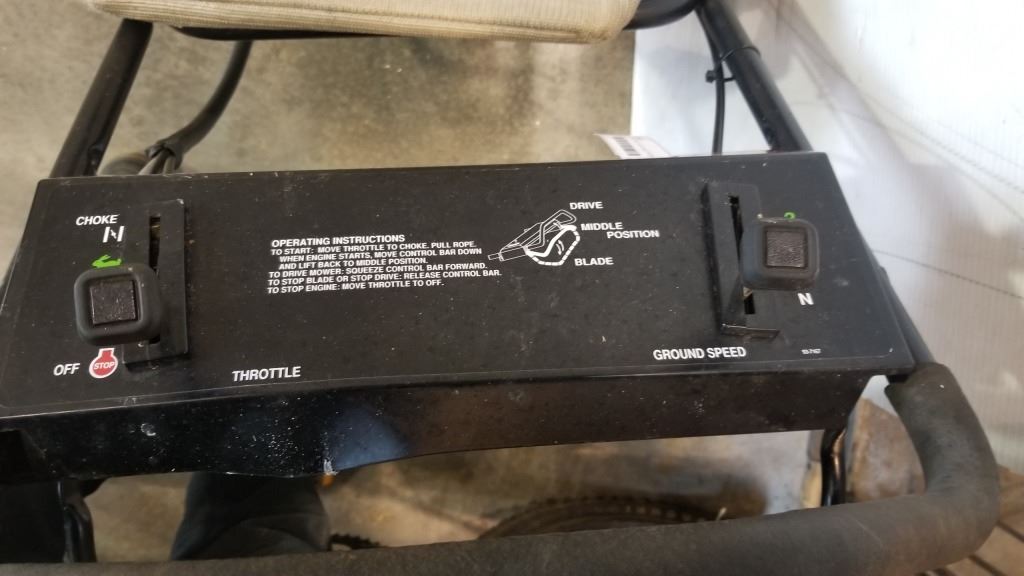 CHOKE
OFF
STOP
THROTTLE
OPERATING INSTRUCTIONS
TO START: MOVE THROTTLE TO CHOKE. PULL ROPE.
WHEN ENGINE STARTS, MOVE CONTROL BAR DOWN
AND LIFT BACK TO MIDDLE POSITION.
TO DRIVE MOWER: SQUEEZE CONTROL BAR FORWARD.
TO STOP BLADE OR STOP DRIVE: RELEASE CONTROL BAR.
TO STOP ENGINE: MOVE THROTTLE TO OFF.
DRIVE
MIDDLE
POSITION
BLADE
N
GROUND SPEED